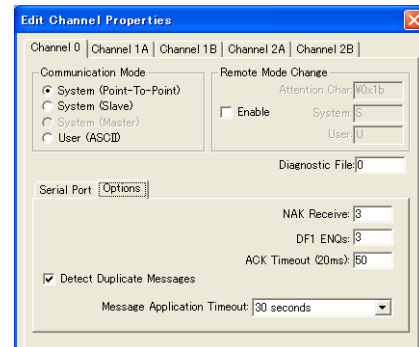 Edit Channel Properties
Channel 0 Channel 1A Channel 1B Channel 2A Channel 2B
Communication Mode
System (Point-To-Point)
System (Slave)
System (Master)
User (ASCII)
Remote Mode Change
Attention Char: ¥0x1b
Enable
System: S
User: U
Diagnostic File: 0
Serial Port Options
NAK Receive: 3
DF1 ENQs: 3
ACK Timeout (20ms): 50
Detect Duplicate Messages
Message Application Timeout: 30 seconds